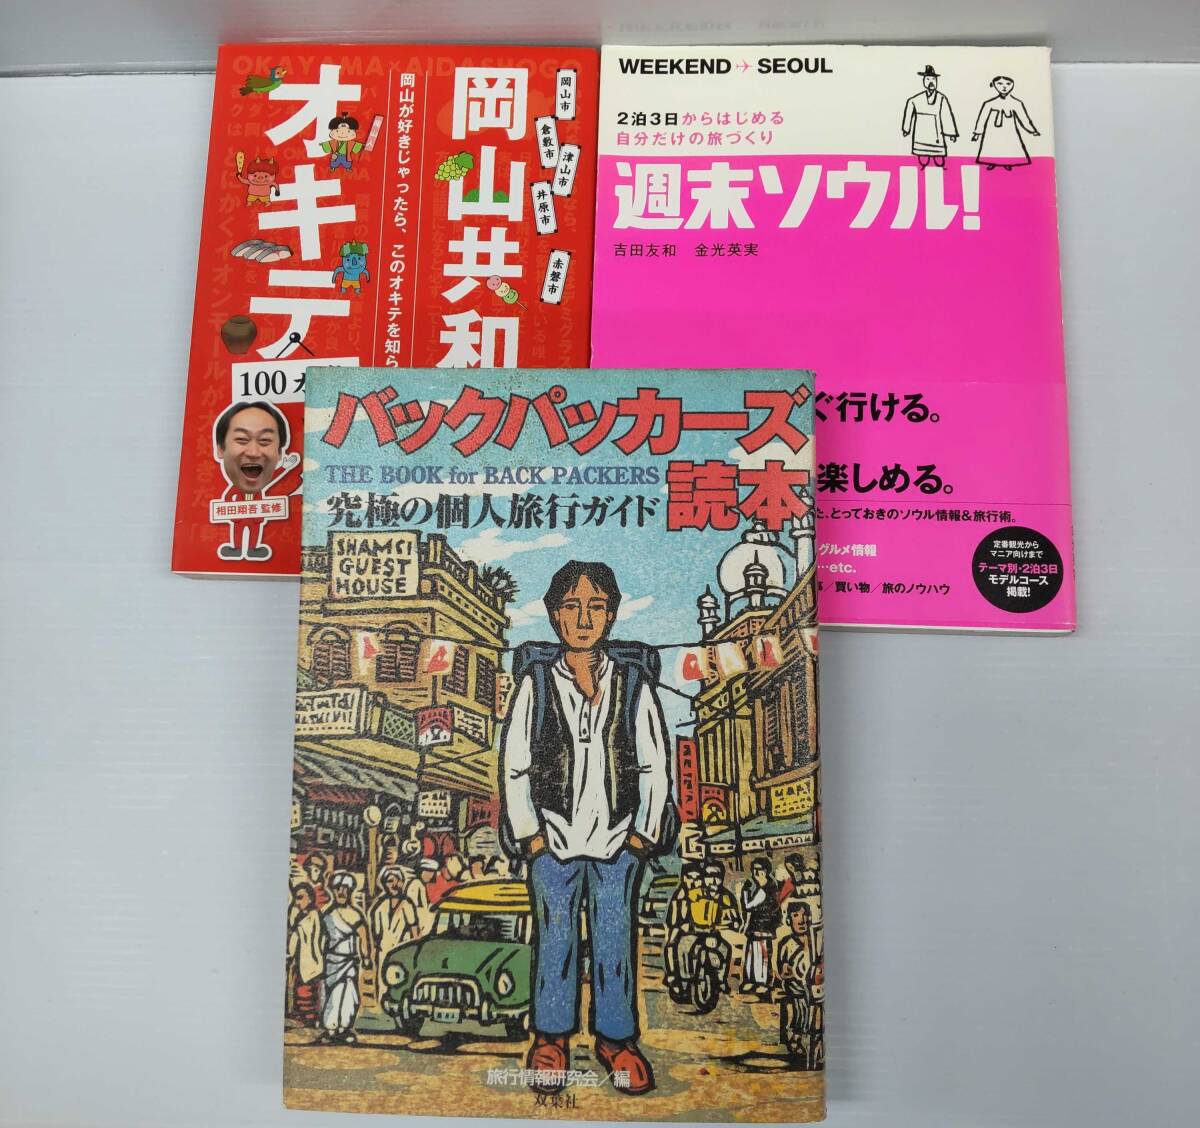 OKAYAMA×AIDASHOGO
岡山共和
オキテ
岡山が好きじゃったら、このオキテを知ら
岡山市
倉敷市
津山市
井原市
赤磐市
100カ
相田翔吾 監修
WEEKEND SEOUL
2泊3日からはじめる
自分だけの旅づくり
週末ソウル!
吉田友和 金光英実
ぐ行ける。
楽しめる。
た、とっておきのソウル情報&旅行術。
グルメ情報
…etc.
/買い物/旅のノウハウ
定番観光から
マニア向けまで
テーマ別・2泊3日
モデルコース
掲載!
バックパッカーズ
読本
THE BOOK for BACK PACKERS
究極の個人旅行ガイド
SHAMSI
GUEST
HOUSE
旅行情報研究会/編
双葉社